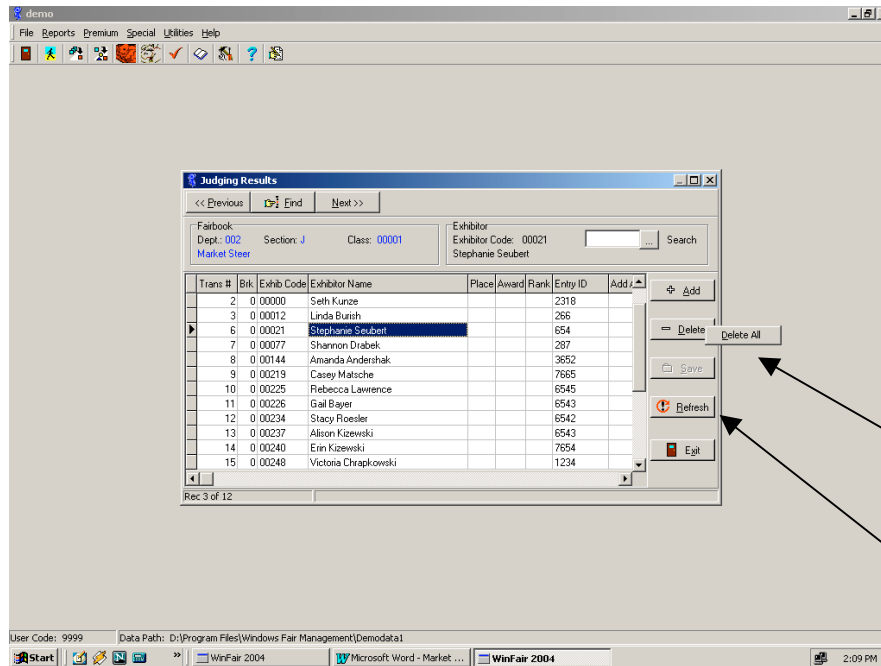 demo
File Reports Premium Special Utilities Help
Judging Results
<< Previous Find Next >>
Fairbook
Dept.: 002 Section: J Class: 00001
Market Steer
Exhibitor
Exhibitor Code: 00021 ... Search
Stephanie Seubert
Trans # Brk Exhib Code Exhibitor Name Place Award Rank Entry ID Add
2 0 00000 Seth Kunze 2318
3 0 00012 Linda Burish 266
6 0 00021 Stephanie Seubert 654
7 0 00077 Shannon Drabek 287
8 0 00144 Amanda Andershak 3652
9 0 00219 Casey Matsche 7665
10 0 00225 Rebecca Lawrence 6545
11 0 00226 Gail Bayer 6543
12 0 00234 Stacy Roesler 6542
13 0 00237 Alison Kizewski 6543
14 0 00240 Erin Kizewski 7654
15 0 00248 Victoria Chrapkowski 1234
Add
Delete
Delete All
Save
Refresh
Exit
Rec 3 of 12
User Code: 9999 Data Path: D:\Program Files\Windows Fair Management\Demodata1
Start » WinFair 2004 Microsoft Word - Market ... WinFair 2004 2:09 PM